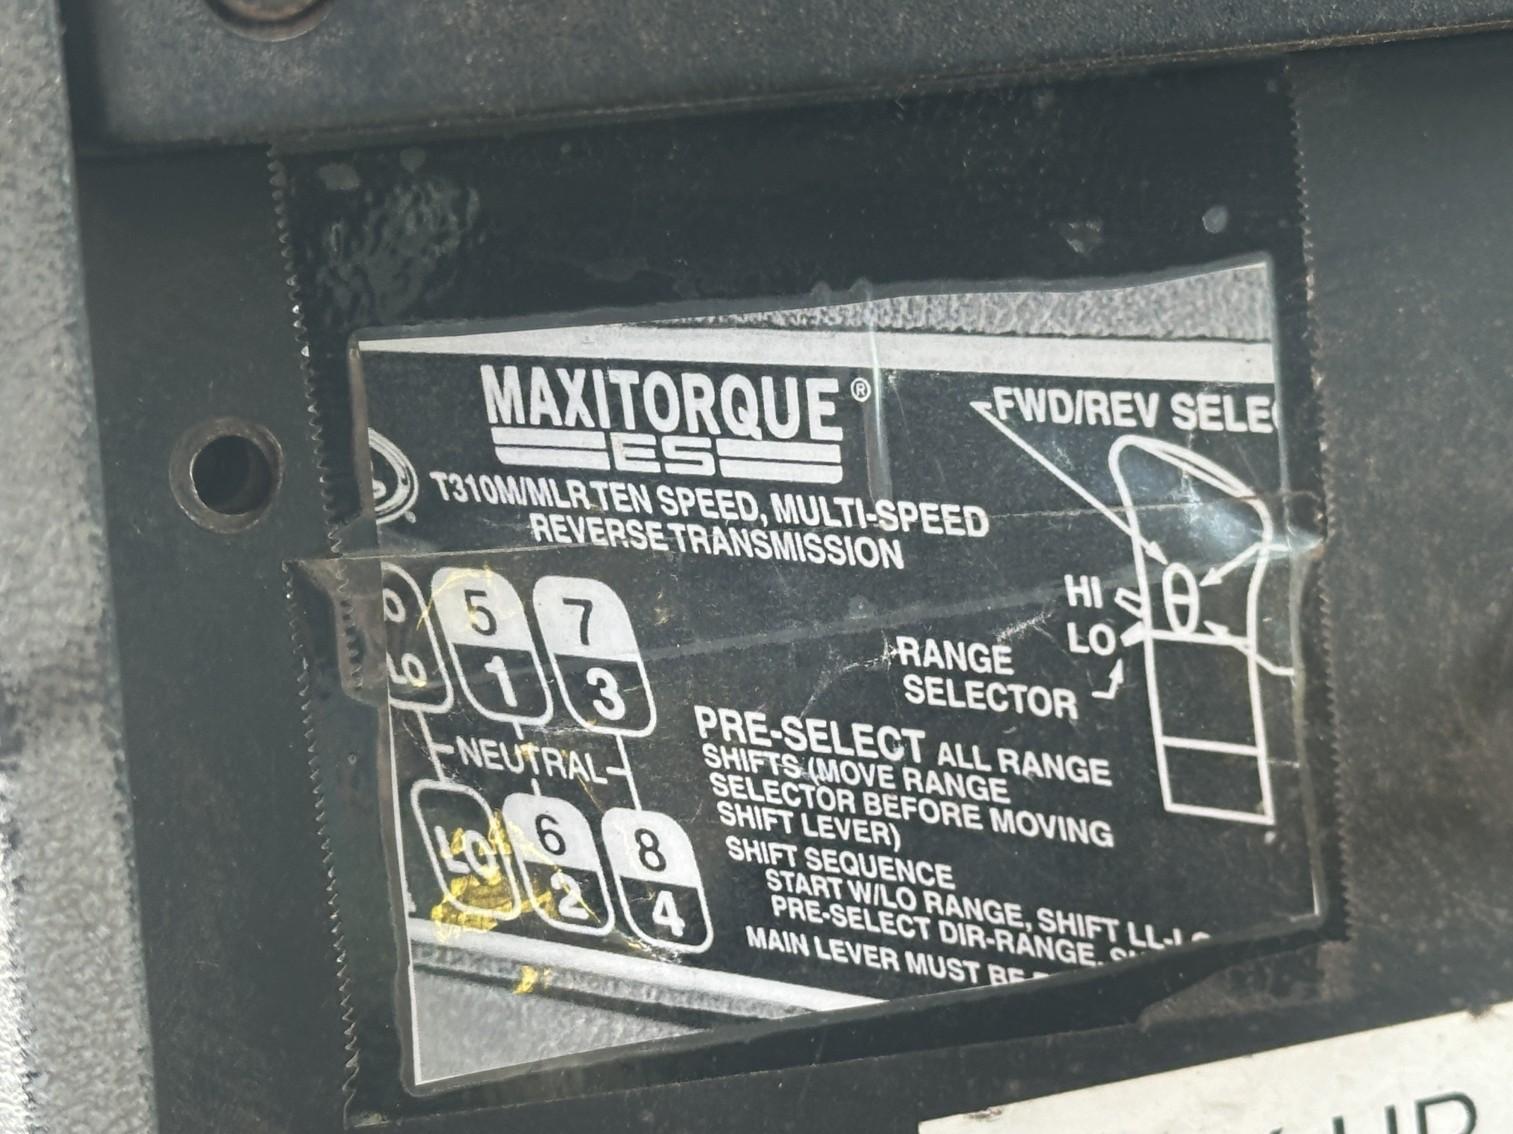 MAXITORQUE®
ES
T310M/MLR TEN SPEED, MULTI-SPEED
REVERSE TRANSMISSION
FWD/REV SELE
HI
LO
RANGE
SELECTOR
5 7
LO 1 3
NEUTRAL
6 8
LO 2 4
PRE-SELECT ALL RANGE
SHIFTS (MOVE RANGE
SELECTOR BEFORE MOVING
SHIFT LEVER)
SHIFT SEQUENCE
START W/LO RANGE, SHIFT LL-LO
PRE-SELECT DIR-RANGE,
MAIN LEVER MUST BE
UP